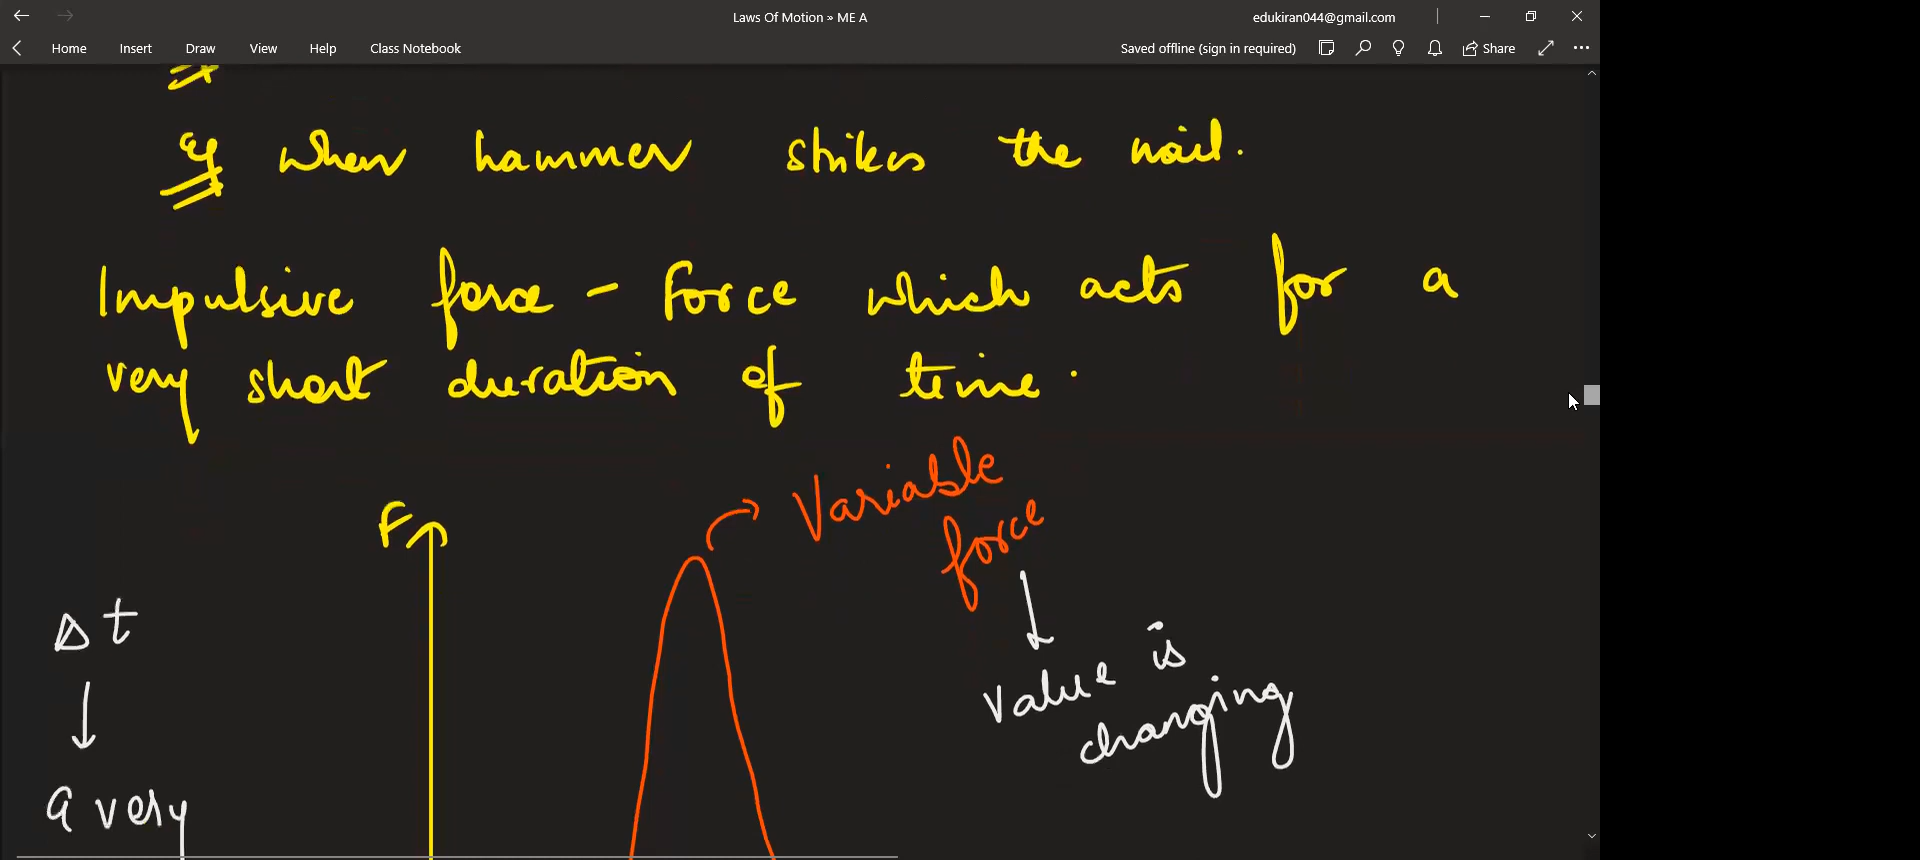 Laws Of Motion » ME A
edukiran044@gmail.com
Home Insert Draw View Help Class Notebook
Saved offline (sign in required) Share
eg when hammer strikes the nail.
Impulsive force - force which acts for a
very short duration of time.
F
Variable
force
Δt
value is
changing
a very